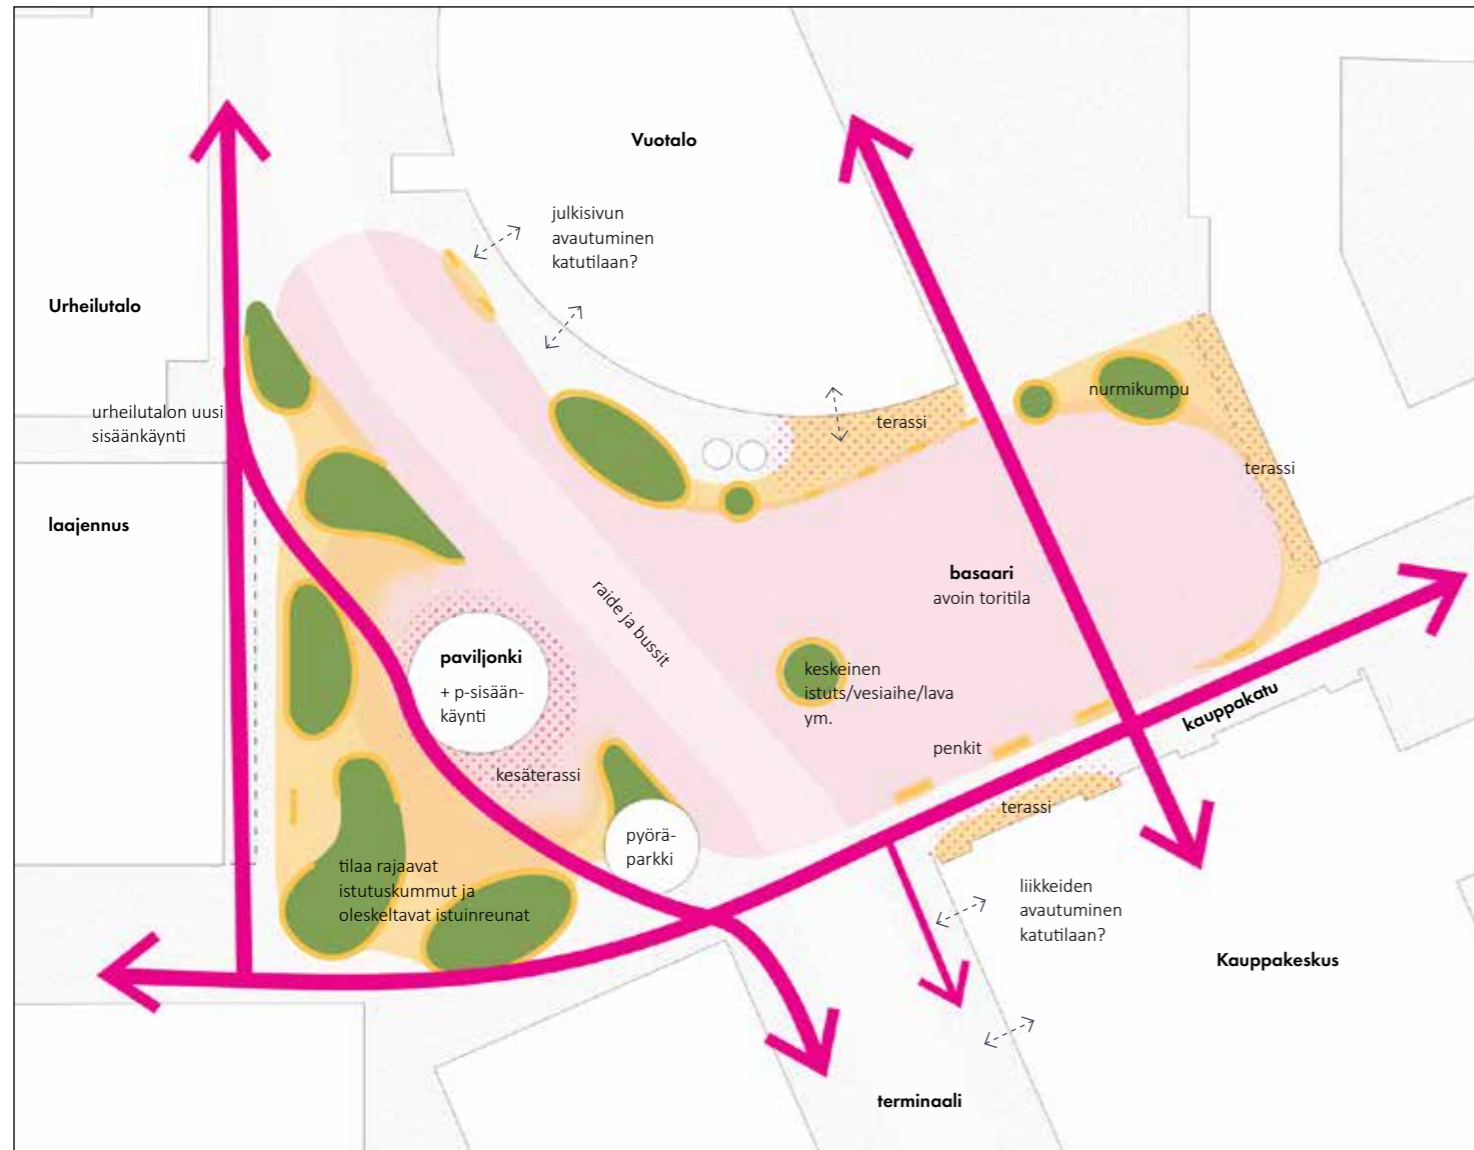 Vuotalo
julkisivun
avautuminen
katutilaan?
Urheilutalo
urheilutalon uusi
sisäänkäynti
laajennus
nurmikumpu
terassi
terassi
basaari
avoin toritila
raide ja bussit
paviljonki
+ p-sisään-
käynti
kesäterassi
keskeinen
istuts/vesiaihe/lava
ym.
penkit
kauppakatu
terassi
pyörä-
parkki
tilaa rajaavat
istutuskummut ja
oleskeltavat istuinreunat
liikkeiden
avautuminen
katutilaan?
Kauppakeskus
terminaali